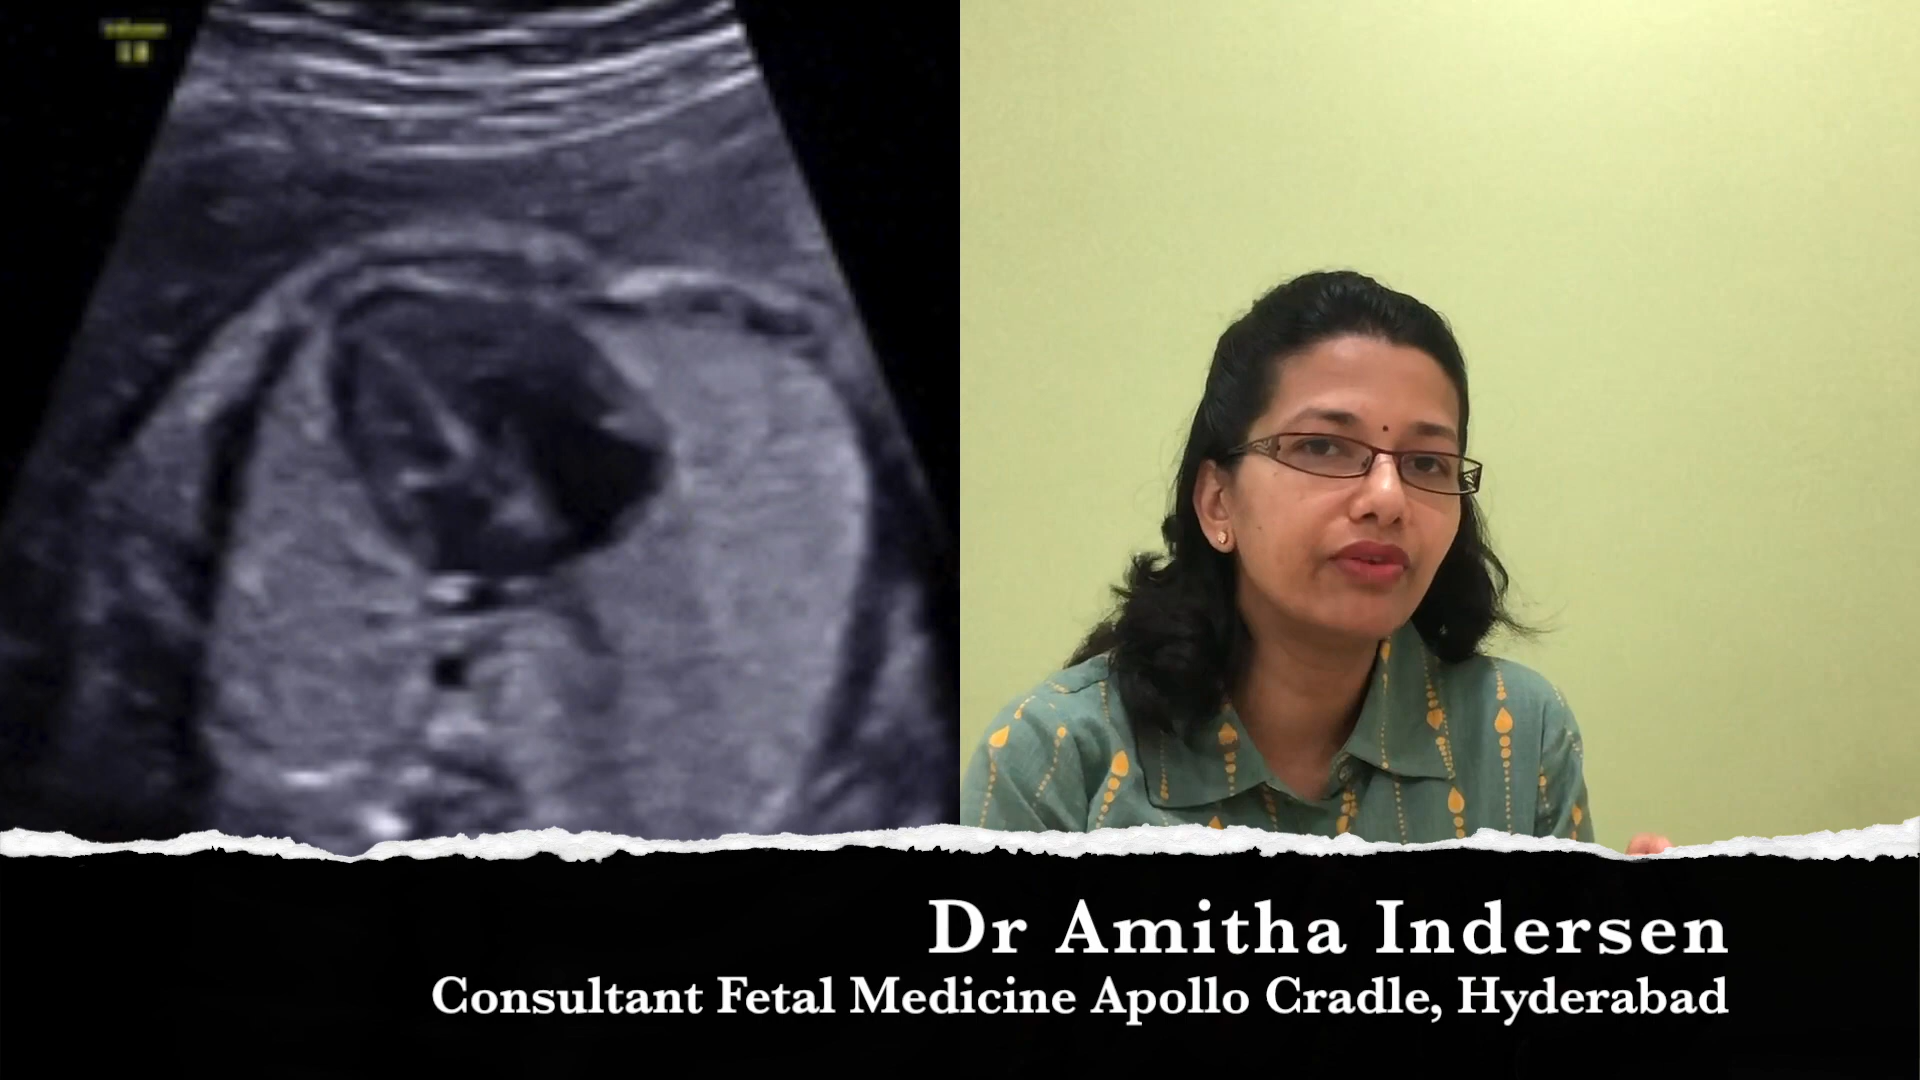 Dr Amitha Indersen
Consultant Fetal Medicine Apollo Cradle, Hyderabad